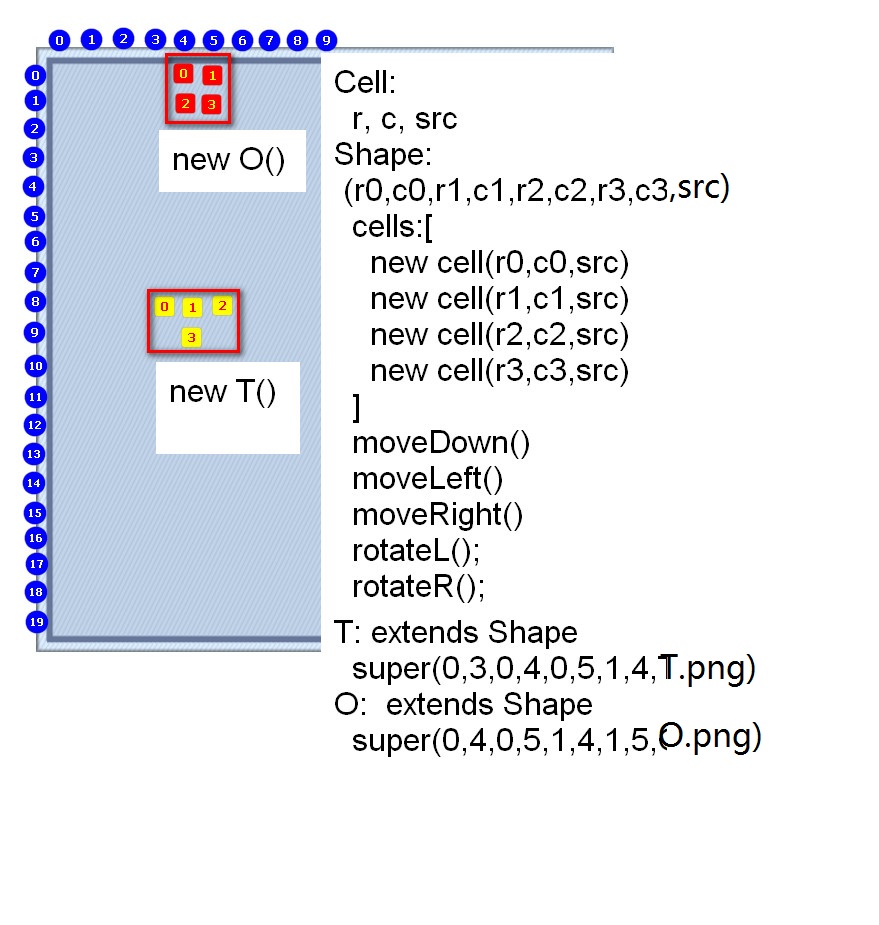 0 1 2 3 4 5 6 7 8 9
0
1
2
3
4
5
6
7
8
9
10
11
12
13
14
15
16
17
18
19
0 1
2 3
new O()
0 1 2
3
new T()
Cell:
r, c, src
Shape:
(r0,c0,r1,c1,r2,c2,r3,c3,src)
cells:[
new cell(r0,c0,src)
new cell(r1,c1,src)
new cell(r2,c2,src)
new cell(r3,c3,src)
]
moveDown()
moveLeft()
moveRight()
rotateL();
rotateR();
T: extends Shape
super(0,3,0,4,0,5,1,4,T.png)
O: extends Shape
super(0,4,0,5,1,4,1,5,O.png)